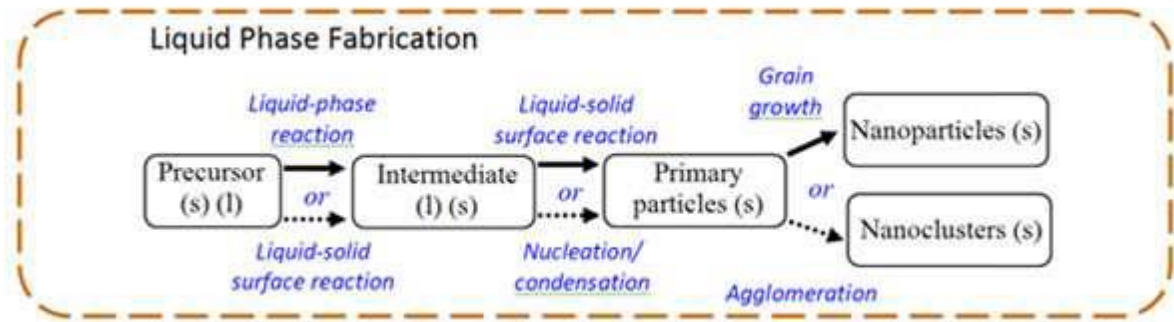 Liquid Phase Fabrication
Liquid-phase
reaction
Liquid-solid
surface reaction
Grain
growth
Precursor
(s) (l)
or
Intermediate
(l) (s)
or
Primary
particles (s)
or
Nanoparticles (s)
Nanoclusters (s)
Liquid-solid
surface reaction
Nucleation/
condensation
Agglomeration